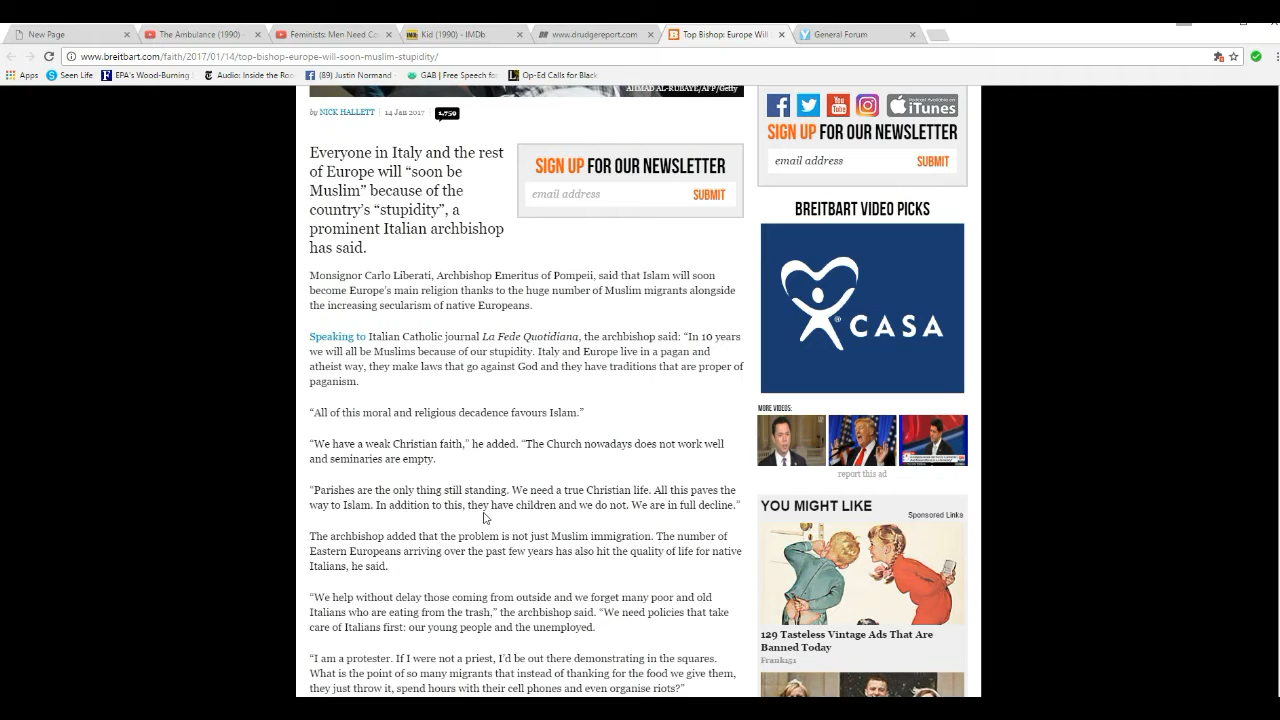 New Page
The Ambulance (1990) -
Feminists: Men Need Co
Kid (1990) - IMDb
www.drudgereport.com
Top Bishop: Europe Will
General Forum
www.breitbart.com/faith/2017/01/14/top-bishop-europe-will-soon-muslim-stupidity/
Apps
Seen Life
EPA's Wood-Burning
Audio: Inside the Roo
(89) Justin Normand
GAB | Free Speech fo
Op-Ed Calls for Black
AHMAD AL-RUBAYE/AFP/Getty
by NICK HALLETT | 14 Jan 2017
1,759
Everyone in Italy and the rest
of Europe will “soon be
Muslim” because of the
country’s “stupidity”, a
prominent Italian archbishop
has said.
SIGN UP FOR OUR NEWSLETTER
email address
SUBMIT
Monsignor Carlo Liberati, Archbishop Emeritus of Pompeii, said that Islam will soon
become Europe’s main religion thanks to the huge number of Muslim migrants alongside
the increasing secularism of native Europeans.
Speaking to Italian Catholic journal La Fede Quotidiana, the archbishop said: “In 10 years
we will all be Muslims because of our stupidity. Italy and Europe live in a pagan and
atheist way, they make laws that go against God and they have traditions that are proper of
paganism.
“All of this moral and religious decadence favours Islam.”
“We have a weak Christian faith,” he added. “The Church nowadays does not work well
and seminaries are empty.
“Parishes are the only thing still standing. We need a true Christian life. All this paves the
way to Islam. In addition to this, they have children and we do not. We are in full decline.”
The archbishop added that the problem is not just Muslim immigration. The number of
Eastern Europeans arriving over the past few years has also hit the quality of life for native
Italians, he said.
“We help without delay those coming from outside and we forget many poor and old
Italians who are eating from the trash,” the archbishop said. “We need policies that take
care of Italians first: our young people and the unemployed.
“I am a protester. If I were not a priest, I’d be out there demonstrating in the squares.
What is the point of so many migrants that instead of thanking for the food we give them,
they just throw it, spend hours with their cell phones and even organise riots?”
You Tube
iTunes
SIGN UP FOR OUR NEWSLETTER
email address
SUBMIT
BREITBART VIDEO PICKS
CASA
MORE VIDEOS:
report this ad
YOU MIGHT LIKE
Sponsored Links
129 Tasteless Vintage Ads That Are
Banned Today
Frank151